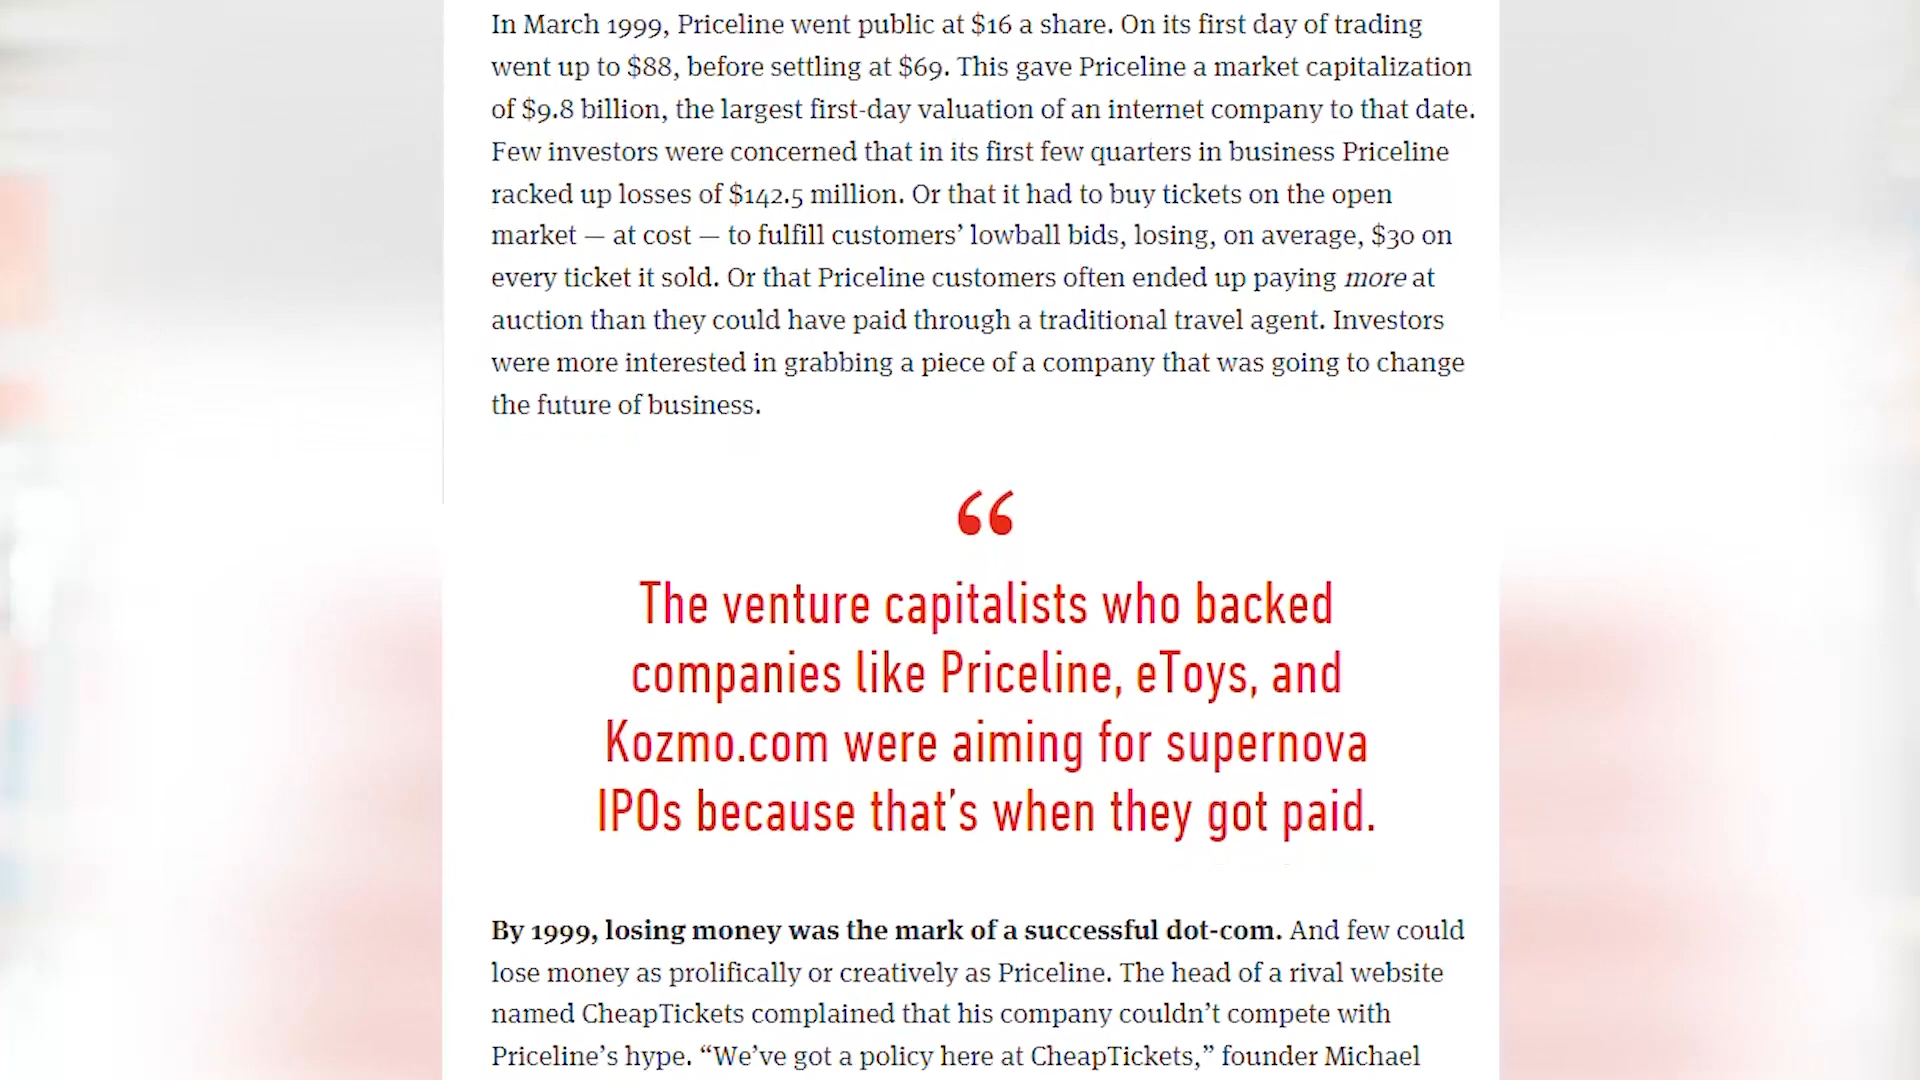 In March 1999, Priceline went public at $16 a share. On its first day of trading
went up to $88, before settling at $69. This gave Priceline a market capitalization
of $9.8 billion, the largest first-day valuation of an internet company to that date.
Few investors were concerned that in its first few quarters in business Priceline
racked up losses of $142.5 million. Or that it had to buy tickets on the open
market — at cost — to fulfill customers’ lowball bids, losing, on average, $30 on
every ticket it sold. Or that Priceline customers often ended up paying more at
auction than they could have paid through a traditional travel agent. Investors
were more interested in grabbing a piece of a company that was going to change
the future of business.
“
The venture capitalists who backed
companies like Priceline, eToys, and
Kozmo.com were aiming for supernova
IPOs because that’s when they got paid.
By 1999, losing money was the mark of a successful dot-com. And few could
lose money as prolifically or creatively as Priceline. The head of a rival website
named CheapTickets complained that his company couldn’t compete with
Priceline’s hype. “We’ve got a policy here at CheapTickets,” founder Michael